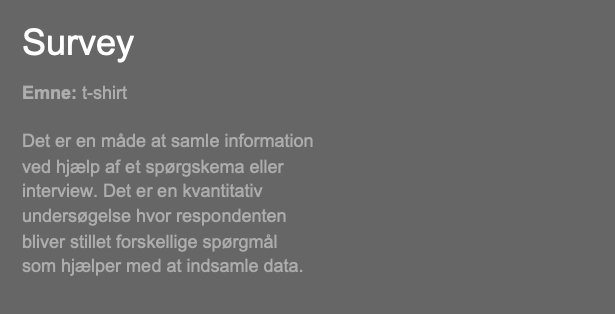 Survey
Emne: t-shirt
Det er en måde at samle information
ved hjælp af et spørgskema eller
interview. Det er en kvantitativ
undersøgelse hvor respondenten
bliver stillet forskellige spørgmål
som hjælper med at indsamle data.